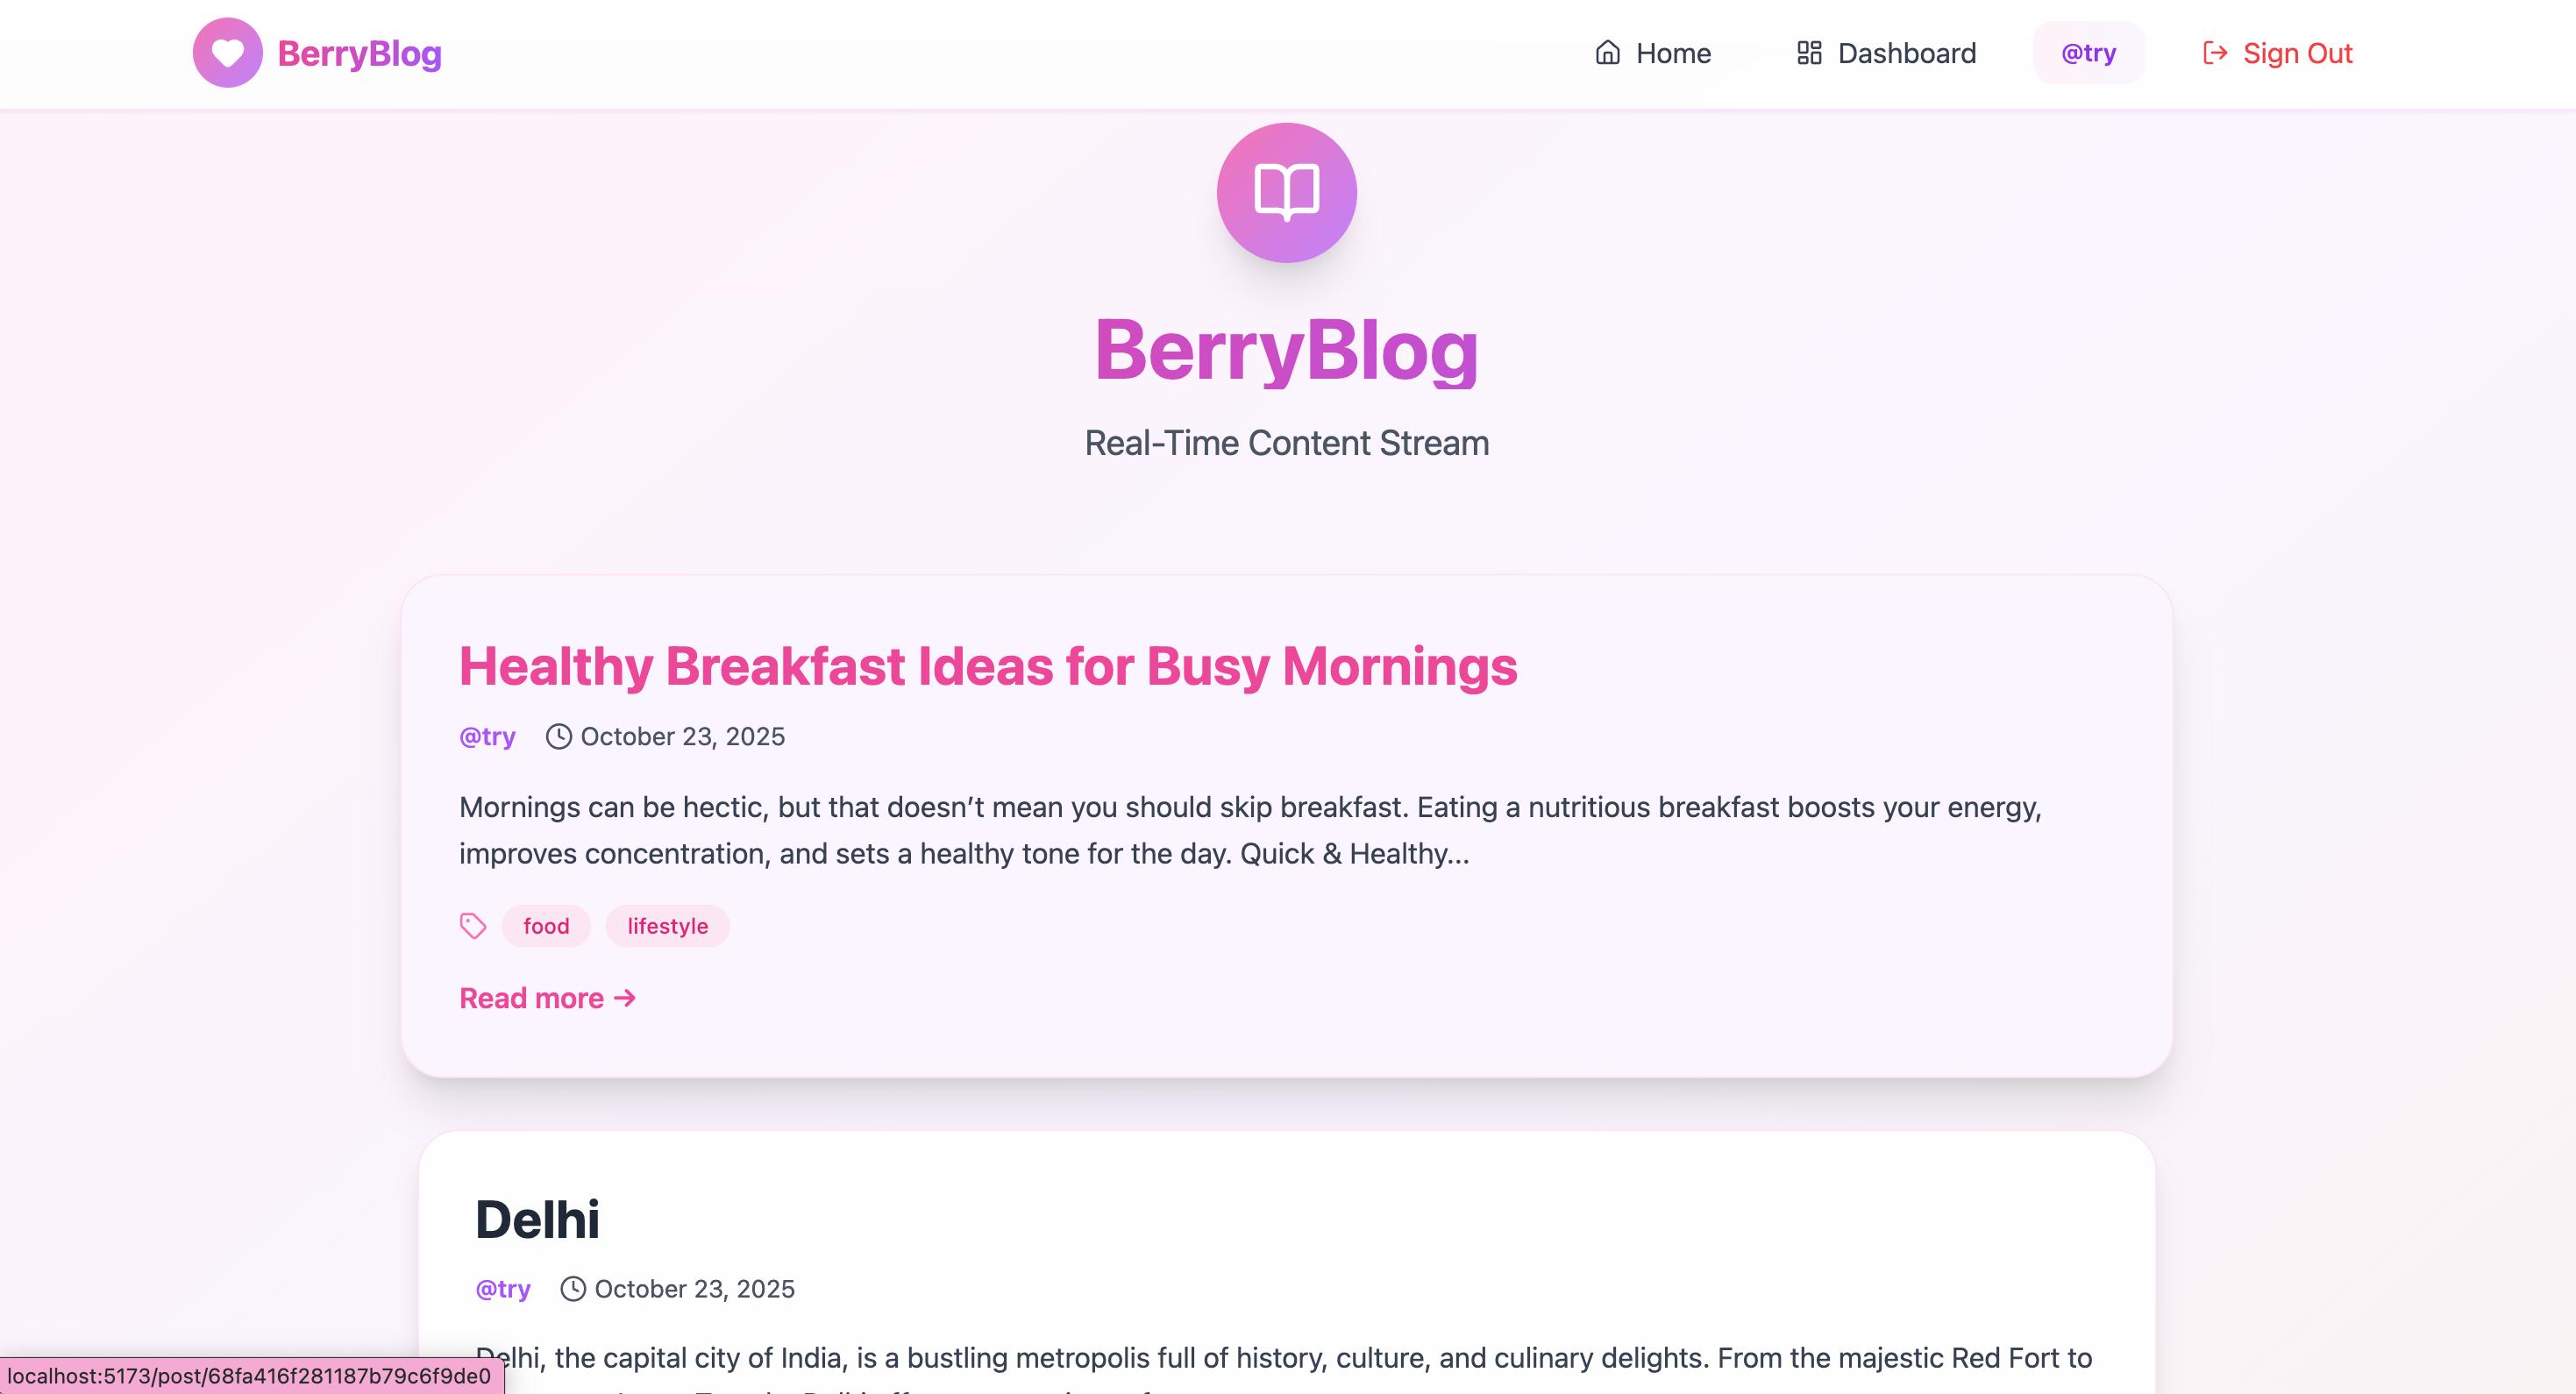 BerryBlog
Home
Dashboard
@try
Sign Out
BerryBlog
Real-Time Content Stream
Healthy Breakfast Ideas for Busy Mornings
@try
October 23, 2025
Mornings can be hectic, but that doesn’t mean you should skip breakfast. Eating a nutritious breakfast boosts your energy,
improves concentration, and sets a healthy tone for the day. Quick & Healthy...
food
lifestyle
Read more →
Delhi
@try
October 23, 2025
Delhi, the capital city of India, is a bustling metropolis full of history, culture, and culinary delights. From the majestic Red Fort to
localhost:5173/post/68fa416f281187b79c6f9de0